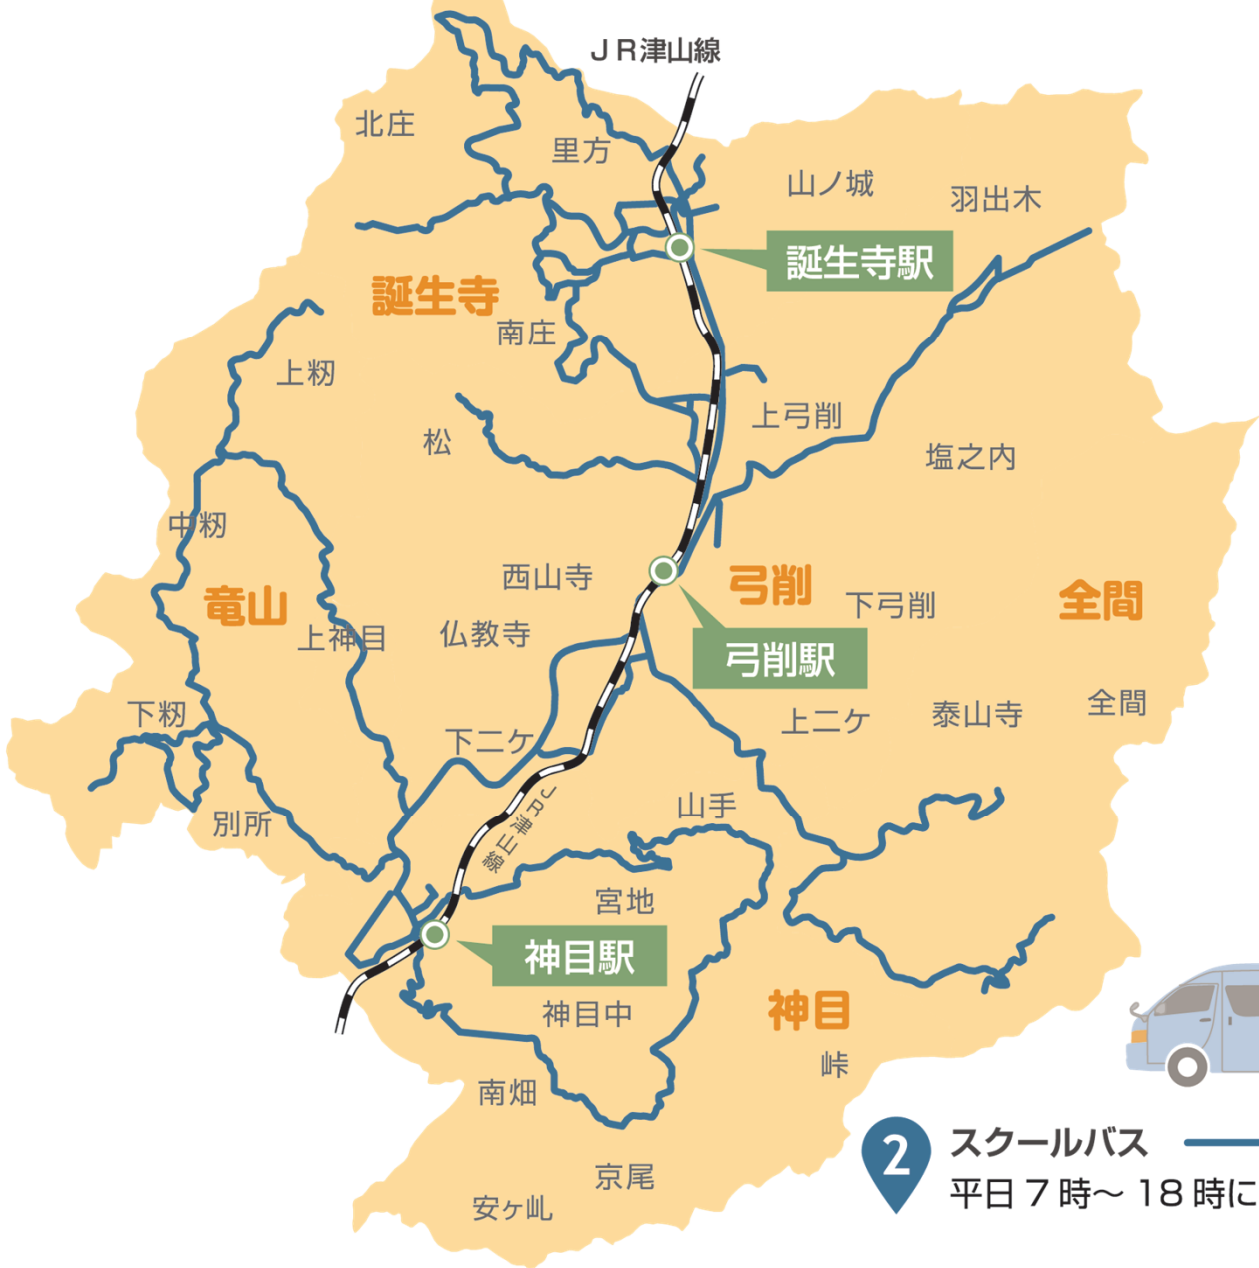 JR津山線
北庄
里方
山ノ城
羽出木
誕生寺駅
誕生寺
南庄
上籾
上弓削
松
塩之内
中籾
西山寺
弓削
下弓削
全間
竜山
上神目
仏教寺
弓削駅
全間
下籾
下二ケ
上二ケ
泰山寺
JR津山線
山手
別所
宮地
神目駅
神目中
神目
峠
南畑
京尾
安ヶ乢
2
スクールバス
平日7時〜18時に